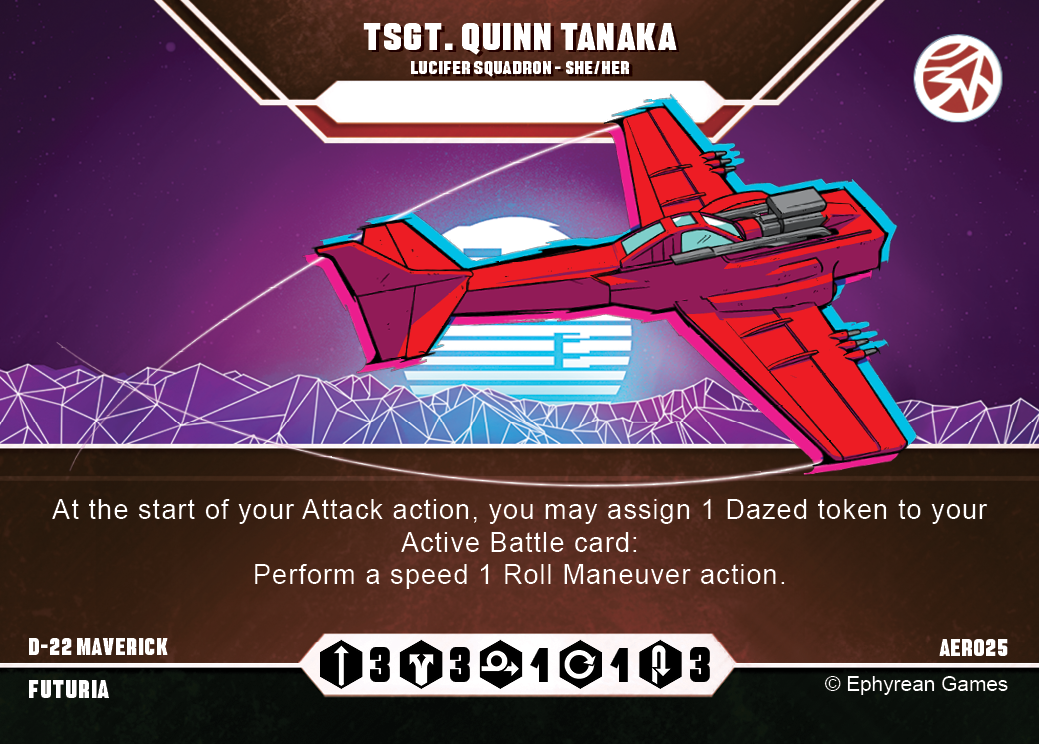 TSGT. QUINN TANAKA
LUCIFER SQUADRON - SHE/HER
At the start of your Attack action, you may assign 1 Dazed token to your
Active Battle card:
Perform a speed 1 Roll Maneuver action.
D-22 MAVERICK
AER025
3 3 1 1 3
FUTURIA
© Ephyrean Games